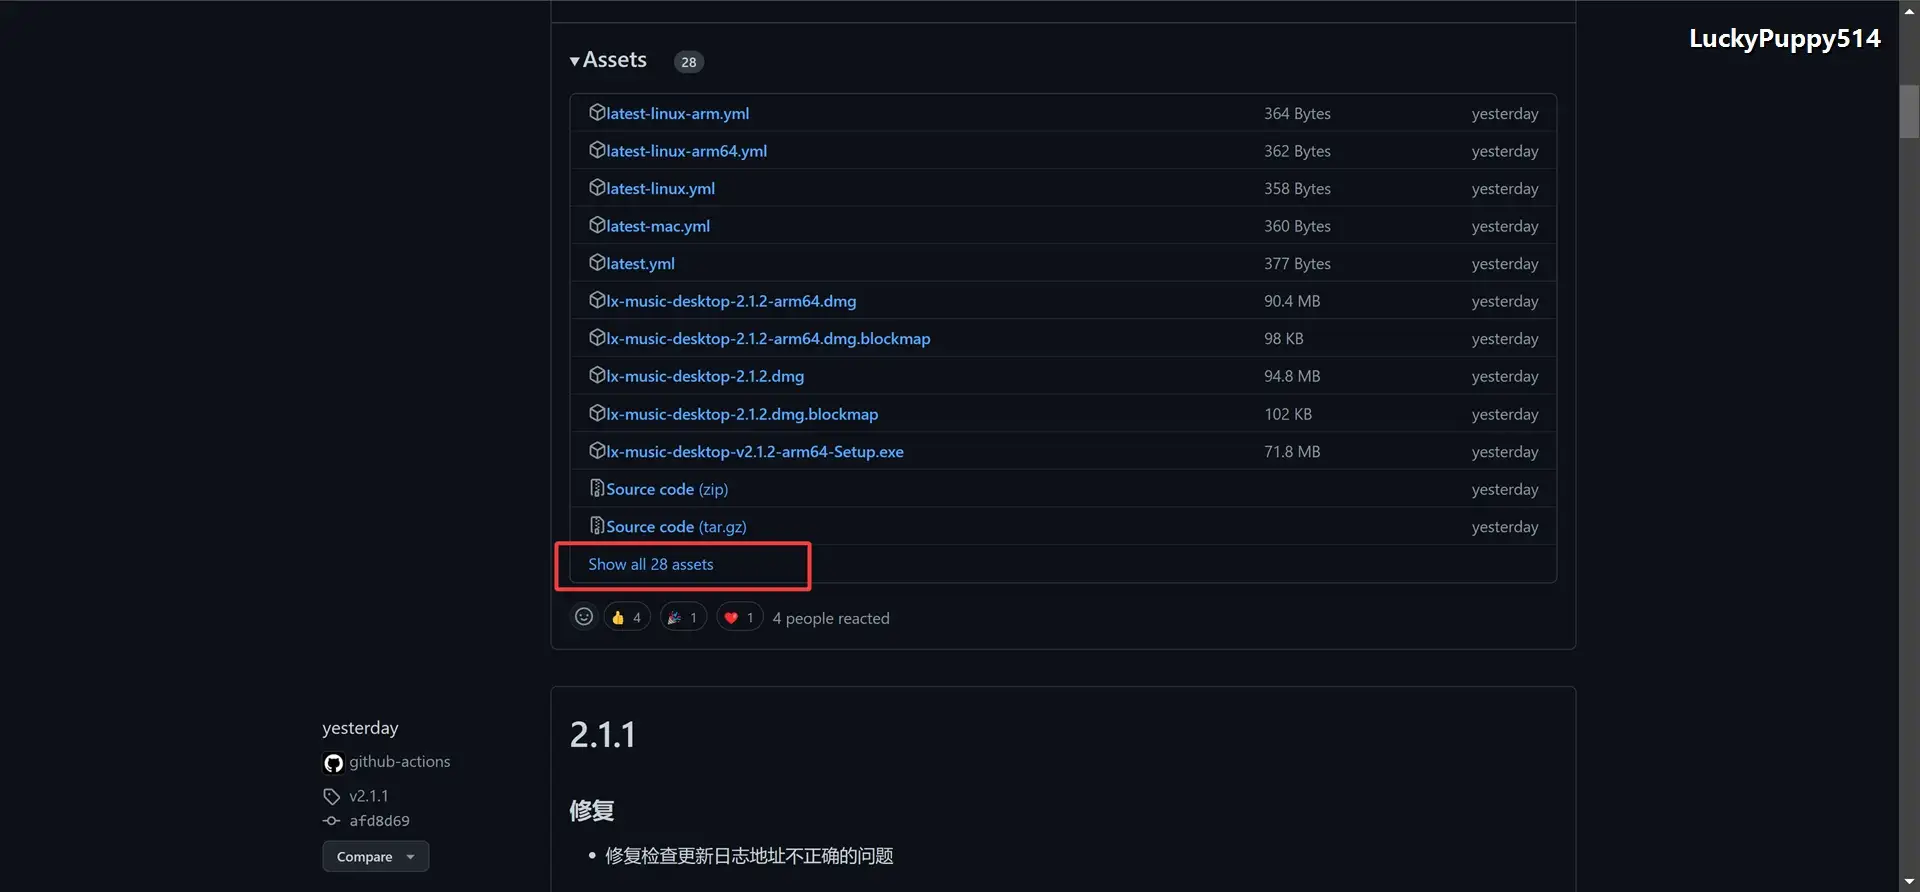 LuckyPuppy514
Assets 28
latest-linux-arm.yml 364 Bytes yesterday
latest-linux-arm64.yml 362 Bytes yesterday
latest-linux.yml 358 Bytes yesterday
latest-mac.yml 360 Bytes yesterday
latest.yml 377 Bytes yesterday
lx-music-desktop-2.1.2-arm64.dmg 90.4 MB yesterday
lx-music-desktop-2.1.2-arm64.dmg.blockmap 98 KB yesterday
lx-music-desktop-2.1.2.dmg 94.8 MB yesterday
lx-music-desktop-2.1.2.dmg.blockmap 102 KB yesterday
lx-music-desktop-v2.1.2-arm64-Setup.exe 71.8 MB yesterday
Source code (zip) yesterday
Source code (tar.gz) yesterday
Show all 28 assets
4 1 1 4 people reacted
yesterday
github-actions
v2.1.1
afd8d69
Compare
2.1.1
修复
• 修复检查更新日志地址不正确的问题